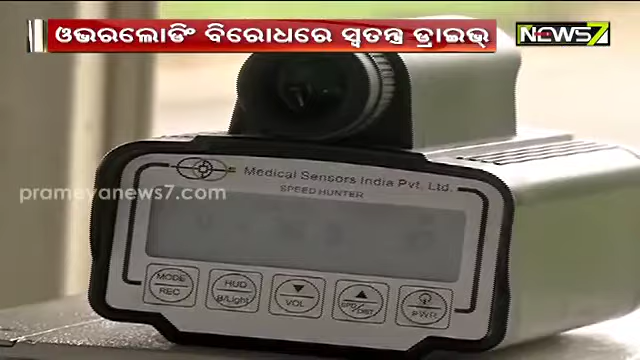 ଓଭରଲୋଡିଂ ବିରୋଧରେ ସ୍ୱତନ୍ତ୍ର ଡ୍ରାଇଭ୍
NEWS7
prameyanews7.com
Medical Sensors India Pvt. Ltd.
SPEED HUNTER
MODE HUD ▼ ▲
REC B/Light VOL SPD/DIST PWR